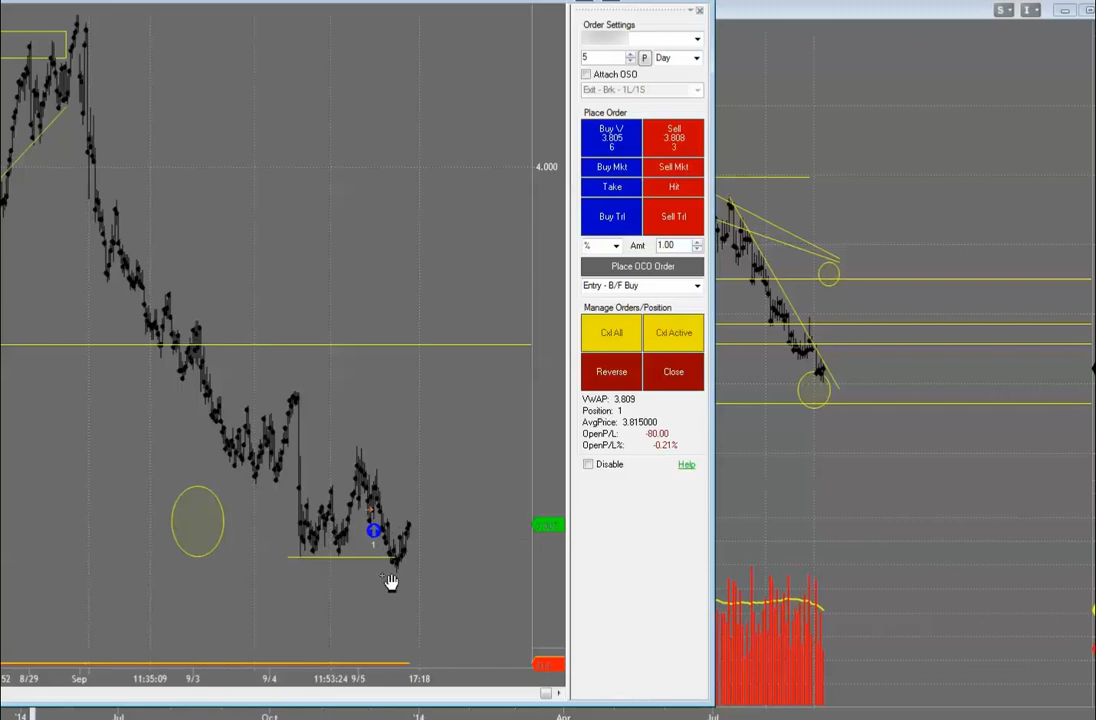 S
I
Order Settings
5
P
Day
Attach OSO
Exit - Brk - 1L/1S
Place Order
Buy V
3.805
6
Sell
3.808
3
Buy Mkt
Sell Mkt
Take
Hit
Buy Trl
Sell Trl
%
Amt
1.00
Place OCO Order
Entry - B/F Buy
Manage Orders/Position
Cxl All
Cxl Active
Reverse
Close
VWAP: 3.809
Position: 1
AvgPrice: 3.815000
OpenP/L: -80.00
OpenP/L%: -0.21%
Disable
Help
4.000
1
52 8/29 Sep 11:35:09 9/3 9/4 11:53:24 9/5 17:18
'14 Jul Oct '14 Apr Jul